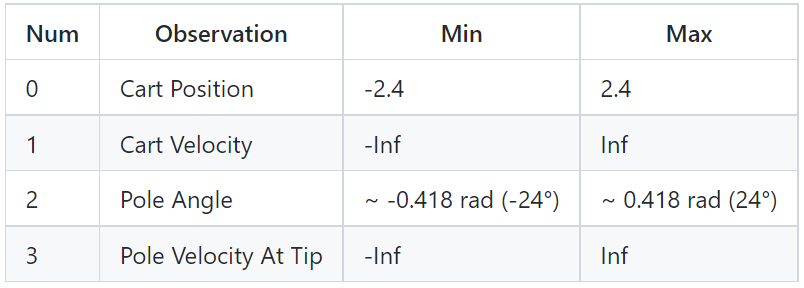 Num Observation Min Max
0 Cart Position -2.4 2.4
1 Cart Velocity -Inf Inf
2 Pole Angle ~ -0.418 rad (-24°) ~ 0.418 rad (24°)
3 Pole Velocity At Tip -Inf Inf